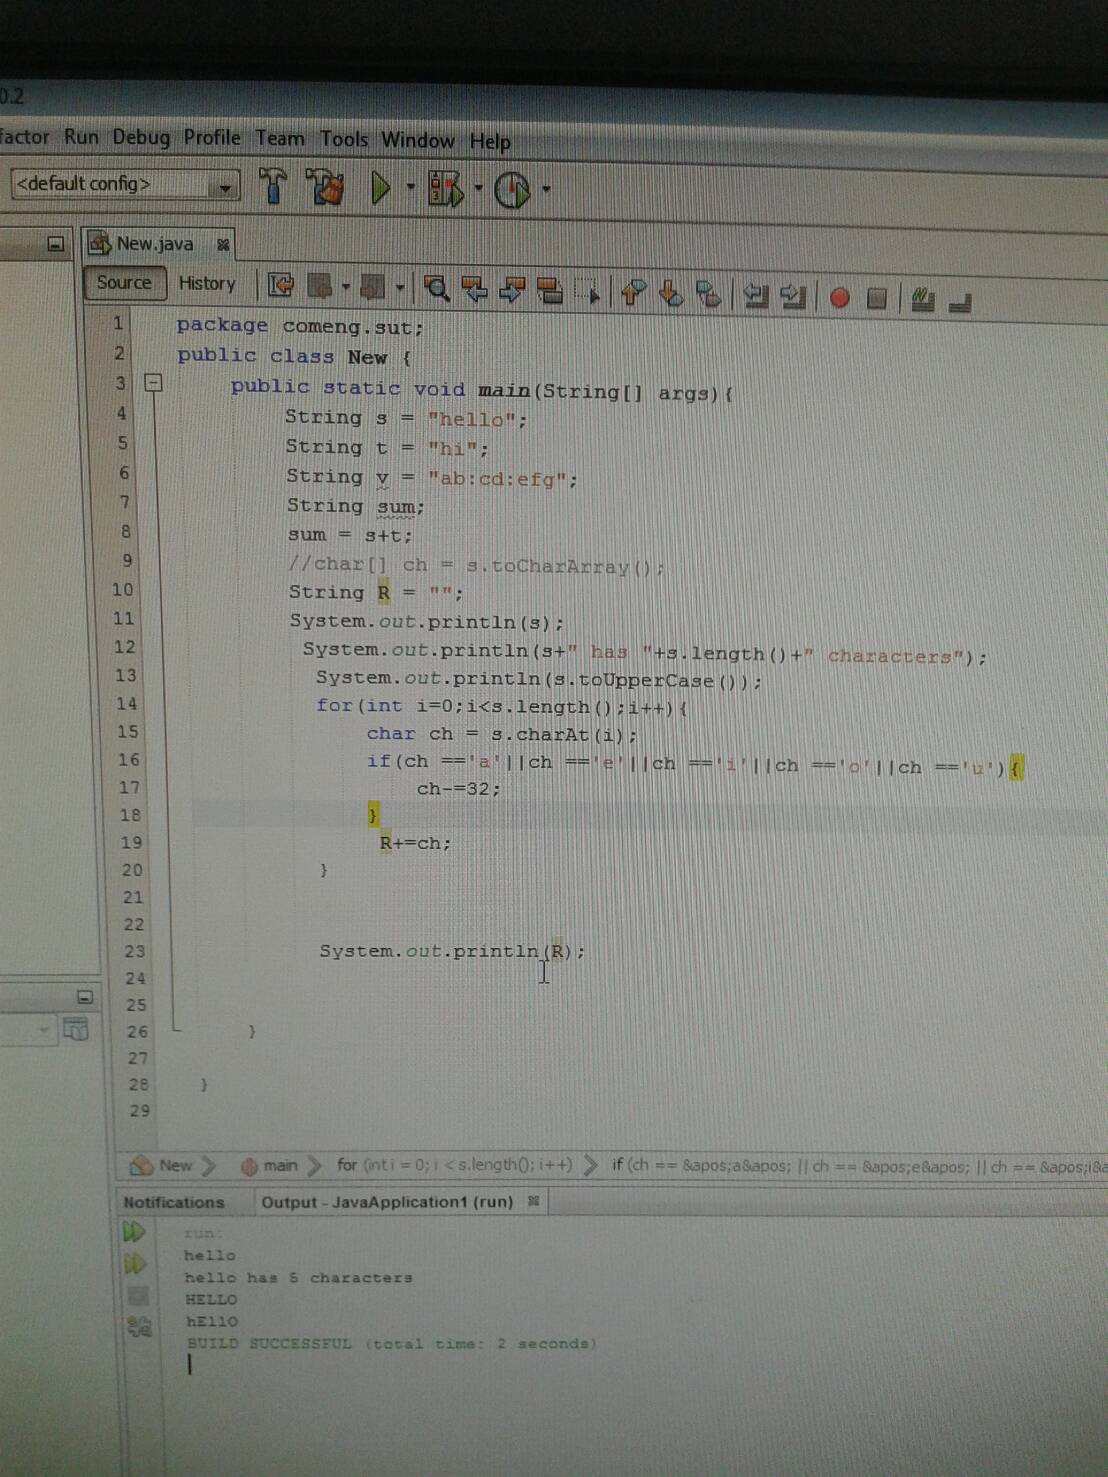 0.2
factor Run Debug Profile Team Tools Window Help
<default config>
New.java
Source History
1 package comeng.sut;
2 public class New {
3 public static void main(String[] args){
4 String s = "hello";
5 String t = "hi";
6 String v = "ab:cd:efg";
7 String sum;
8 sum = s+t;
9 //char[] ch = s.toCharArray();
10 String R = "";
11 System.out.println(s);
12 System.out.println(s+" has "+s.length()+" characters");
13 System.out.println(s.toUpperCase());
14 for(int i=0;i<s.length();i++){
15 char ch = s.charAt(i);
16 if(ch =='a'||ch =='e'||ch =='i'||ch =='o'||ch =='u'){
17 ch-=32;
18 }
19 R+=ch;
20 }
21
22
23 System.out.println(R);
24
25
26 }
27
28 }
29
New main for (int i = 0; i < s.length(); i++) if (ch == &apos;a&apos; || ch == &apos;e&apos; || ch == &apos;i&a
Notifications Output - JavaApplication1 (run)
run:
hello
hello has 5 characters
HELLO
hEllO
BUILD SUCCESSFUL (total time: 2 seconds)